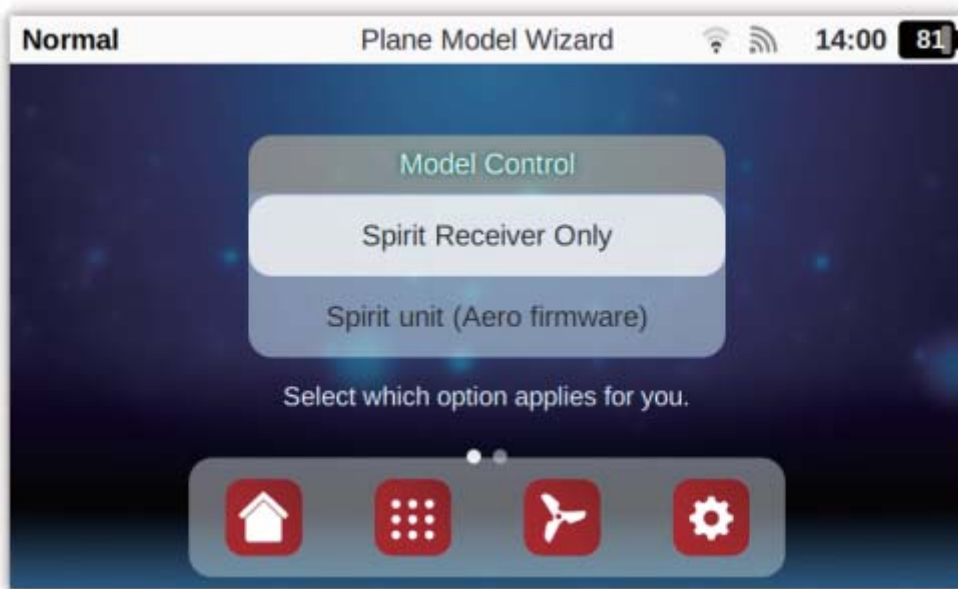 Normal Plane Model Wizard 14:00 81
Model Control
Spirit Receiver Only
Spirit unit (Aero firmware)
Select which option applies for you.